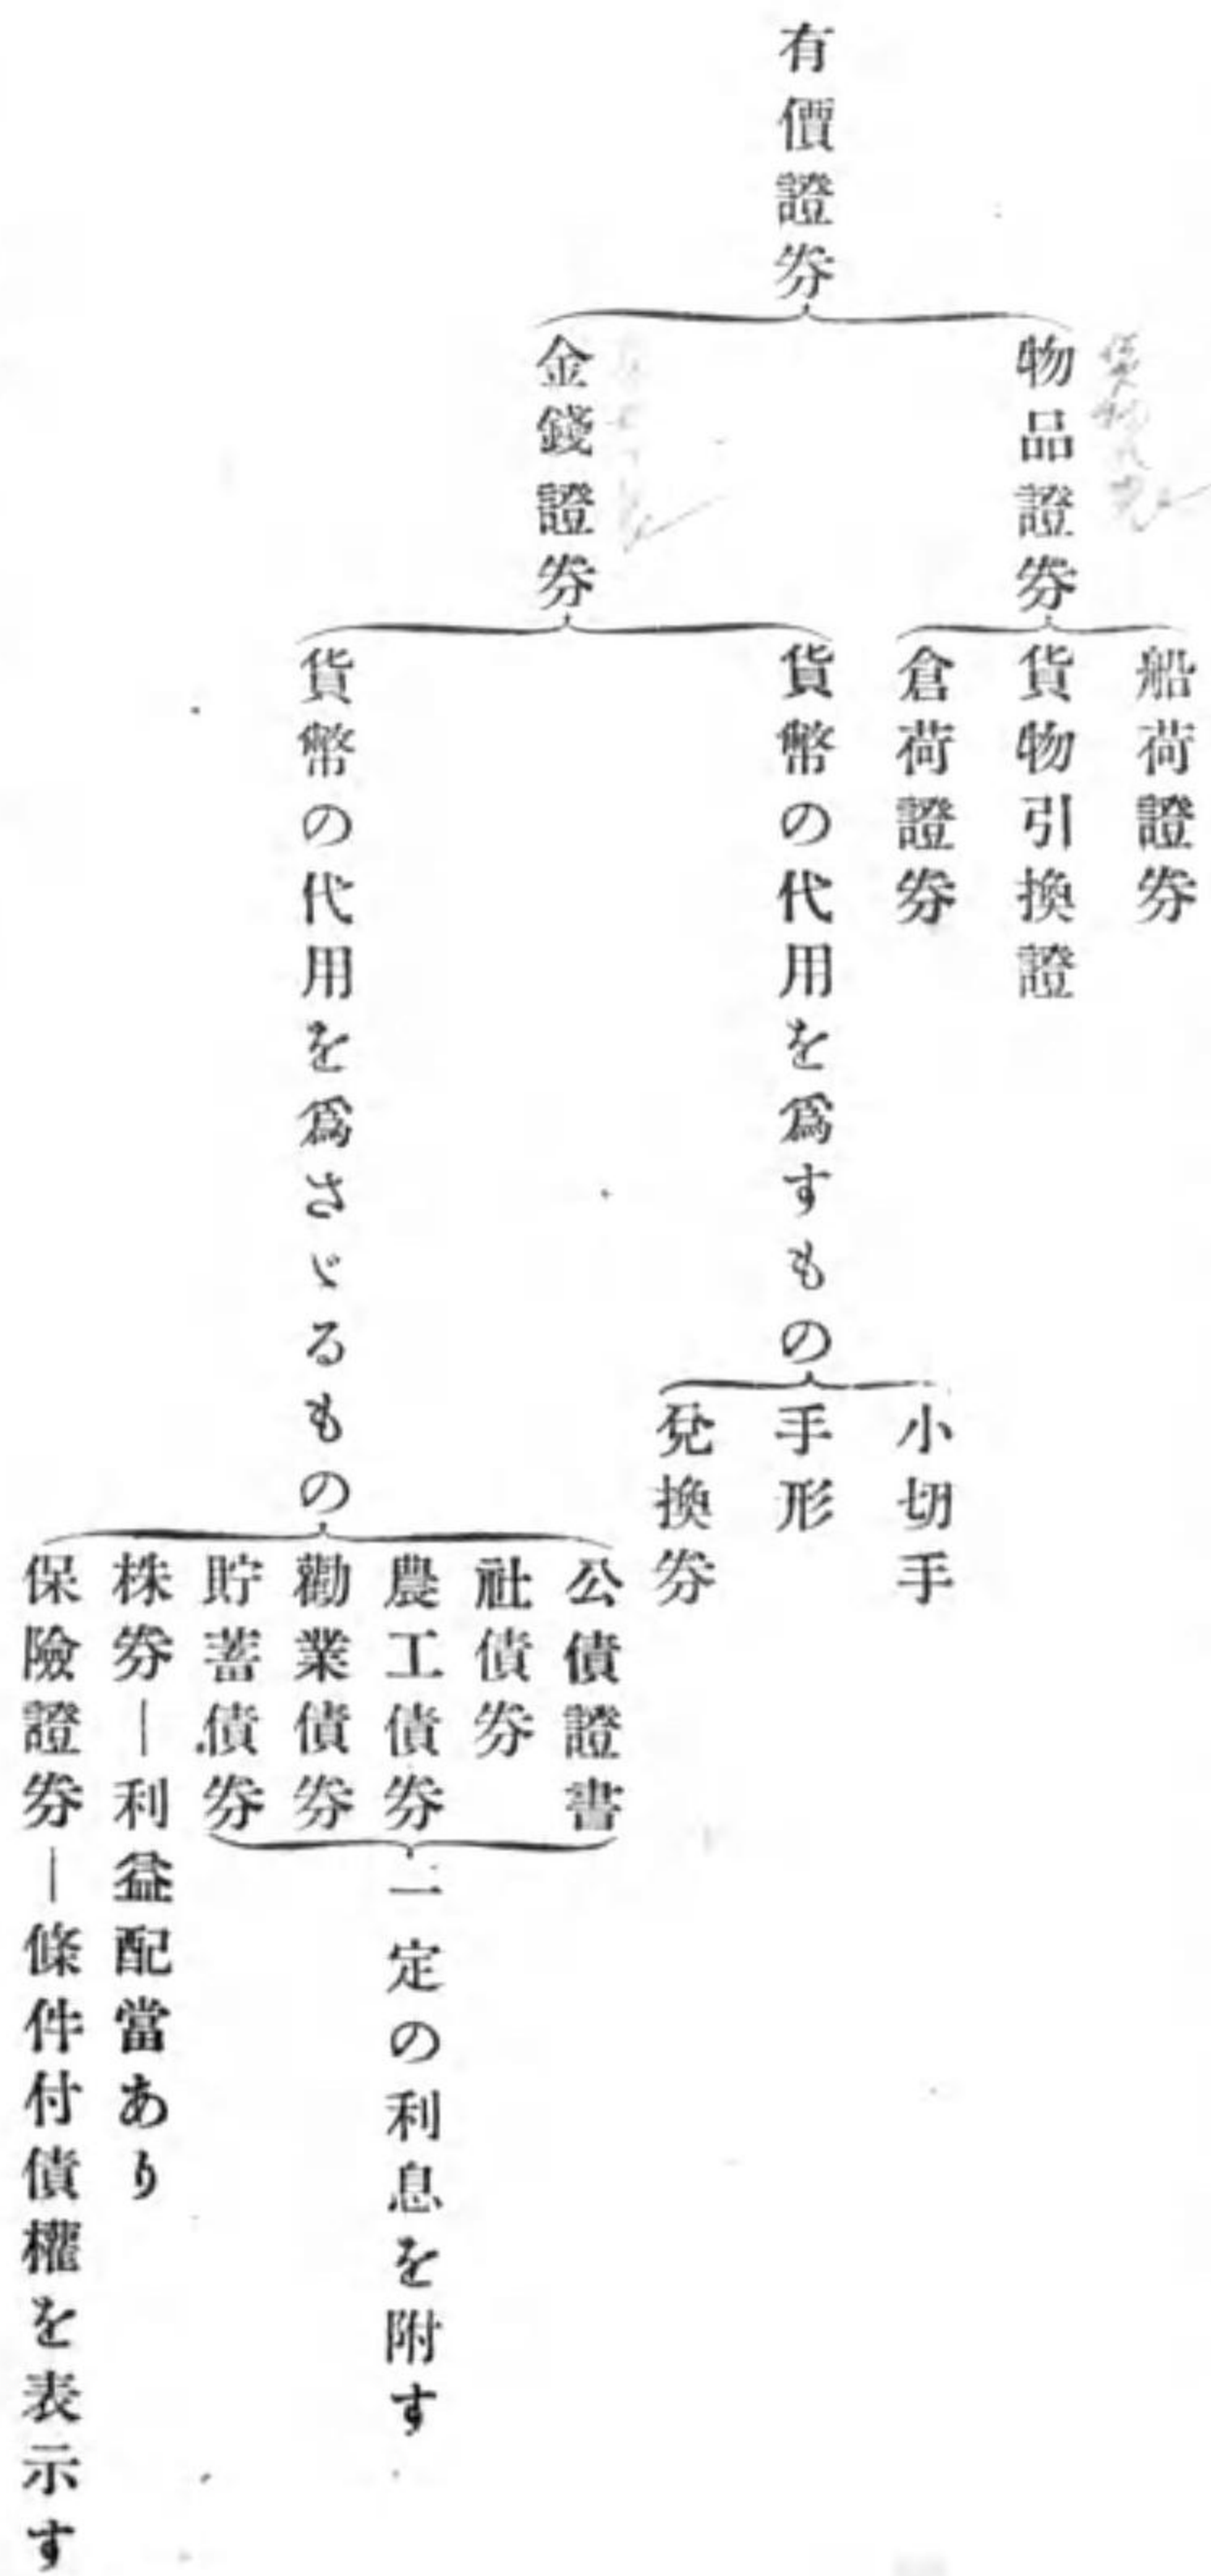 有價證券
物品證券
船荷證券
貨物引換證
倉荷證券
金錢證券
貨幣の代用を爲すもの
小切手
手形
兌換券
貨幣の代用を爲さゞるもの
公債證書
社債券
農工債券
勸業債券
貯蓄債券
一定の利息を附す
株券―利益配當あり
保險證券―條件付債權を表示す